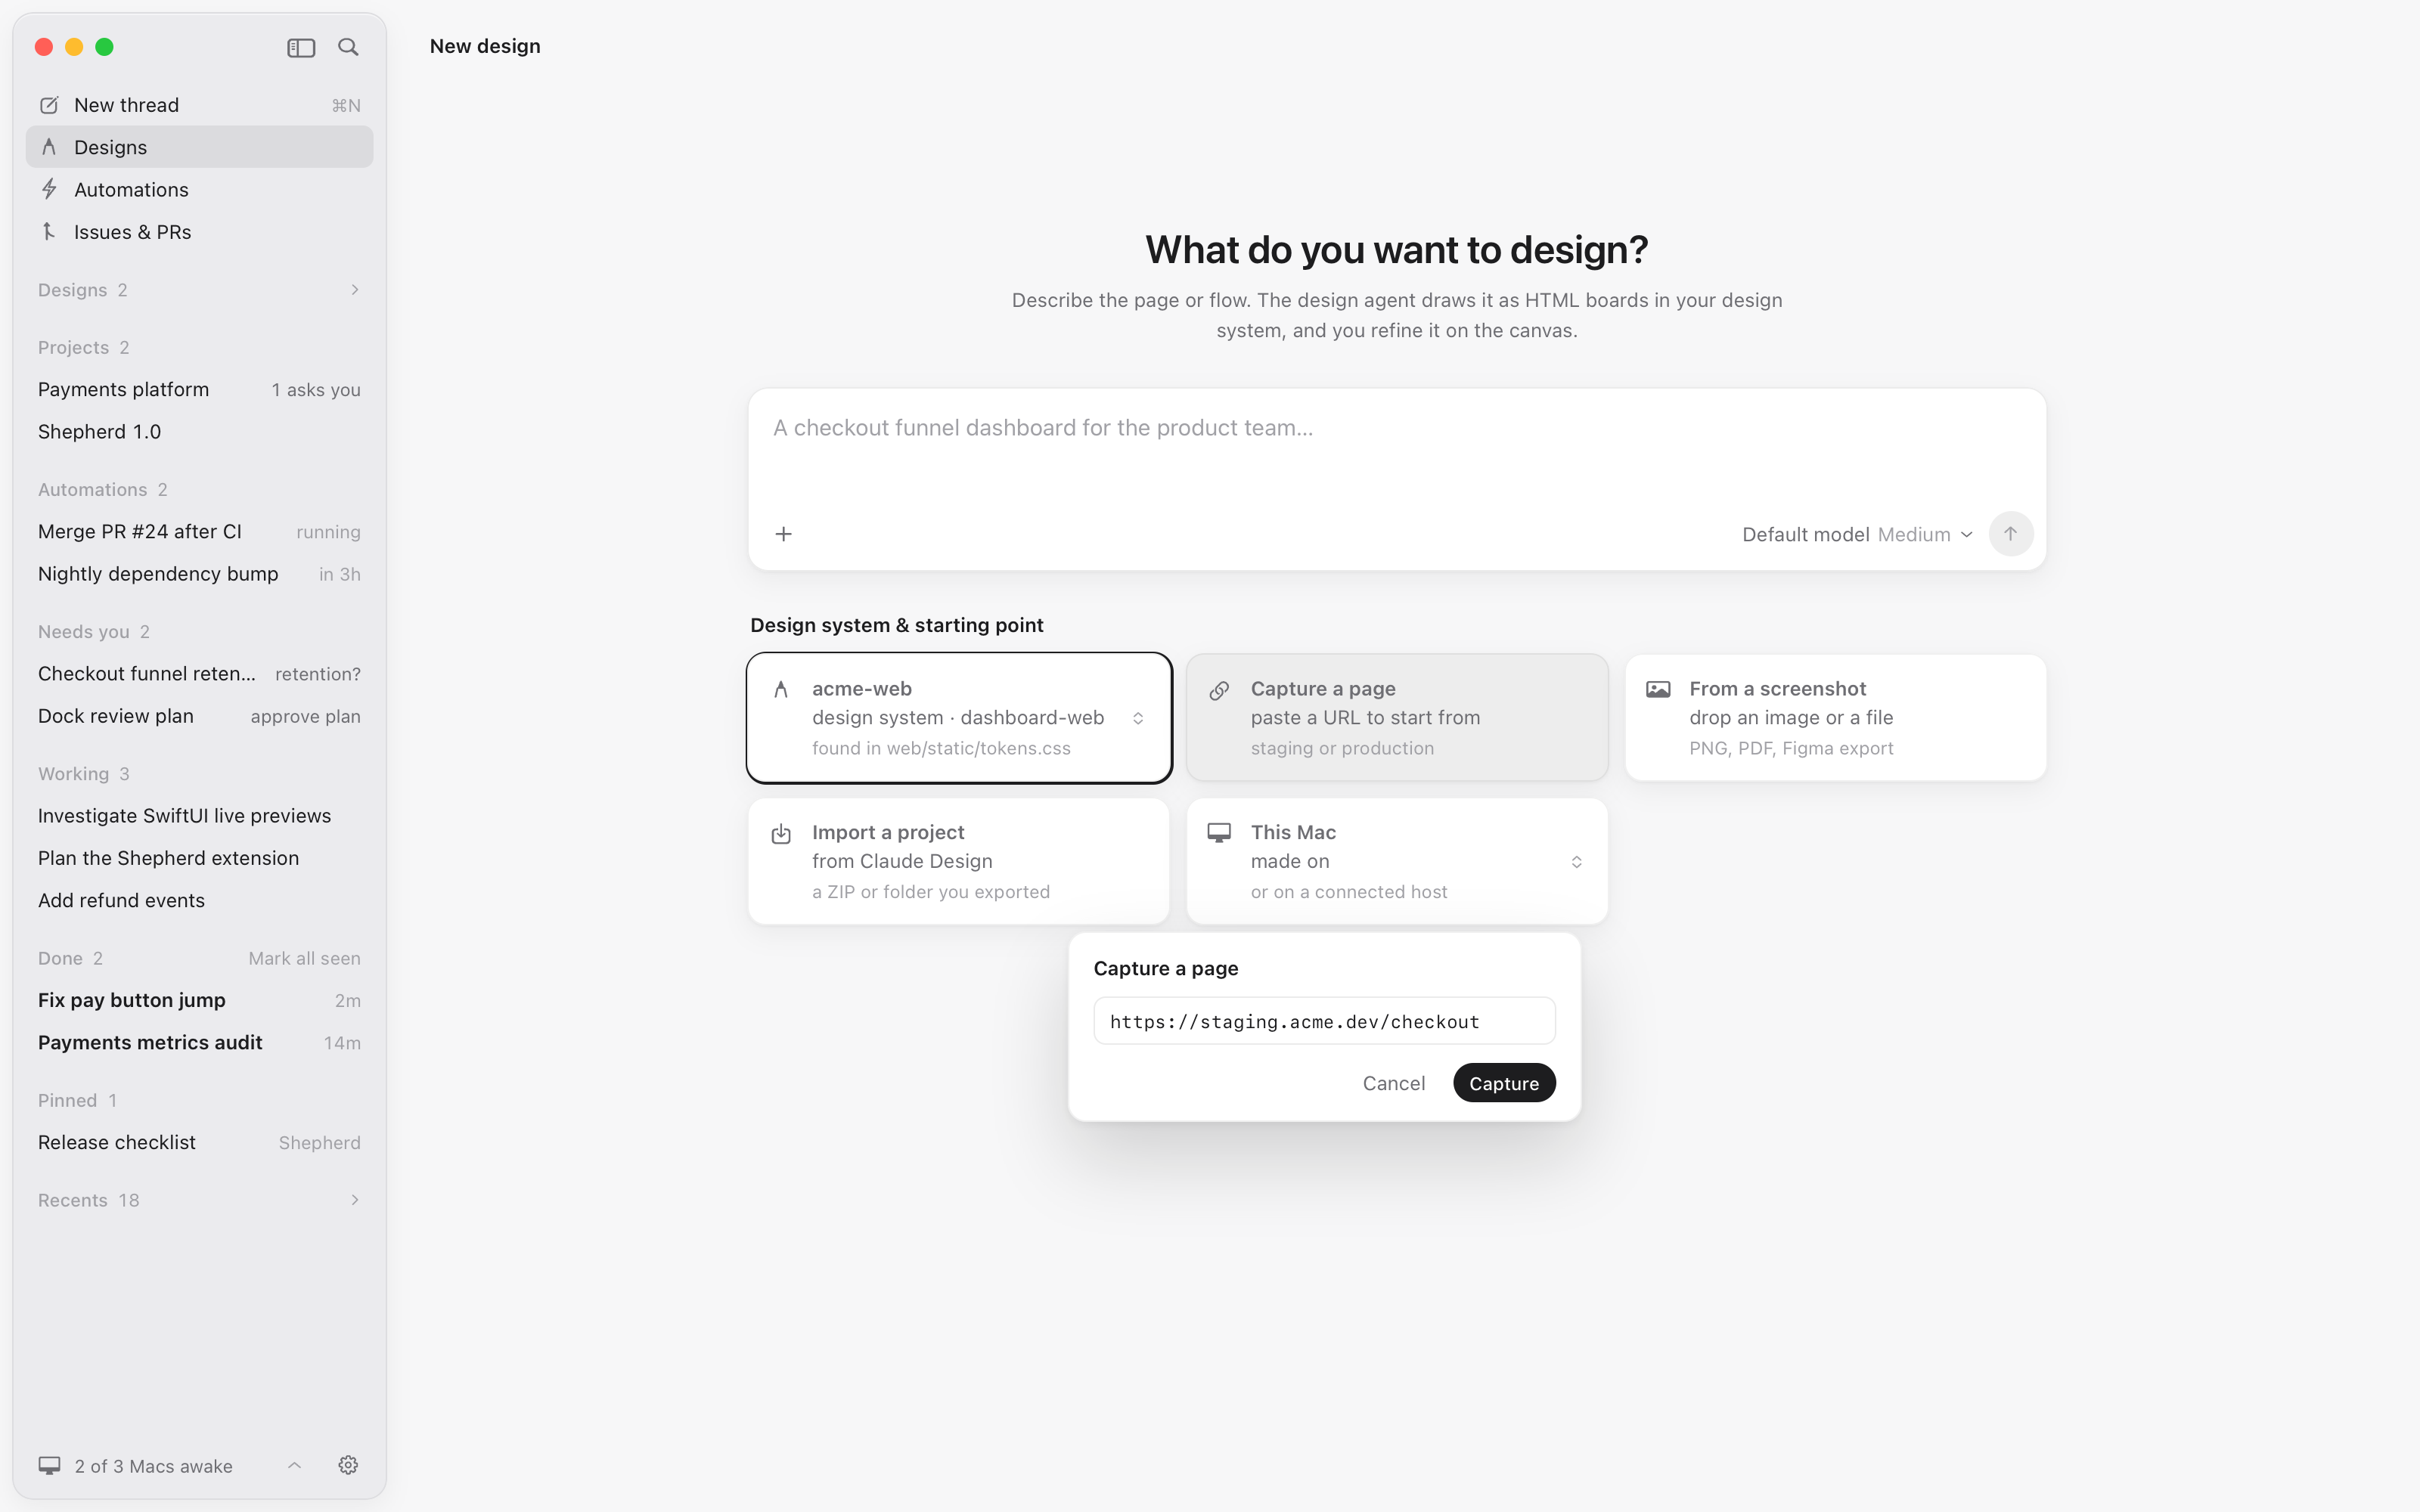 New thread ⌘N
Designs
Automations
Issues & PRs
Designs 2
Projects 2
Payments platform 1 asks you
Shepherd 1.0
Automations 2
Merge PR #24 after CI running
Nightly dependency bump in 3h
Needs you 2
Checkout funnel reten... retention?
Dock review plan approve plan
Working 3
Investigate SwiftUI live previews
Plan the Shepherd extension
Add refund events
Done 2 Mark all seen
Fix pay button jump 2m
Payments metrics audit 14m
Pinned 1
Release checklist Shepherd
Recents 18
2 of 3 Macs awake
New design
What do you want to design?
Describe the page or flow. The design agent draws it as HTML boards in your design
system, and you refine it on the canvas.
A checkout funnel dashboard for the product team...
Default model Medium
Design system & starting point
acme-web
design system · dashboard-web
found in web/static/tokens.css
Capture a page
paste a URL to start from
staging or production
From a screenshot
drop an image or a file
PNG, PDF, Figma export
Import a project
from Claude Design
a ZIP or folder you exported
This Mac
made on
or on a connected host
Capture a page
https://staging.acme.dev/checkout
Cancel Capture